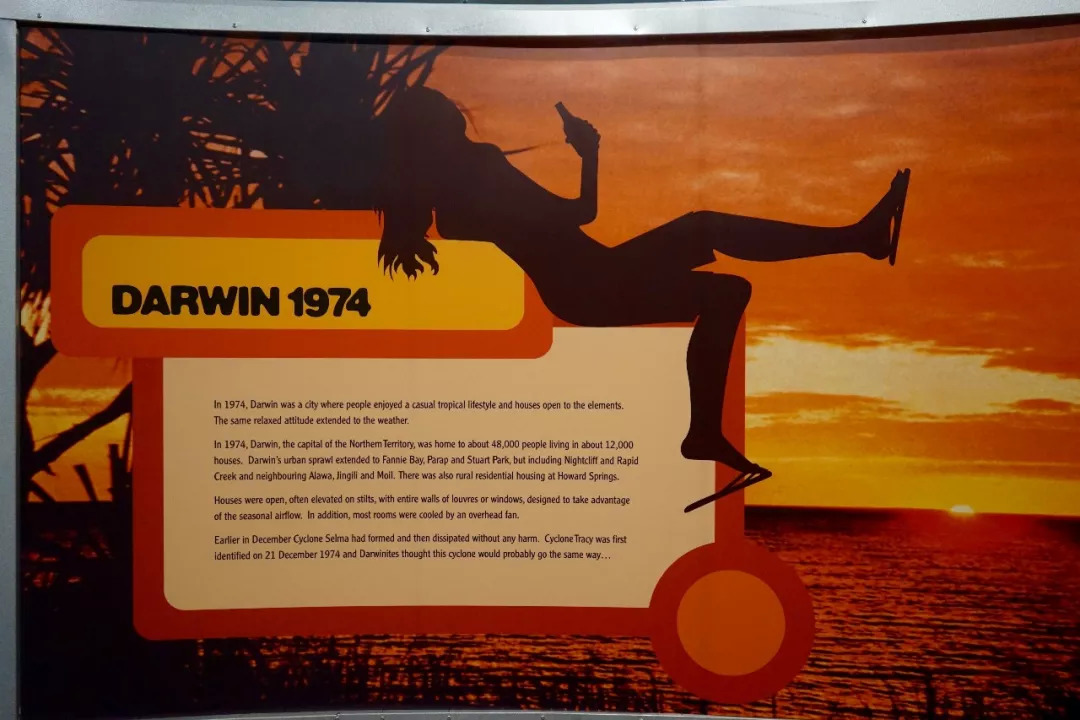 DARWIN 1974
In 1974, Darwin was a city where people enjoyed a casual tropical lifestyle and houses open to the elements.
The same relaxed attitude extended to the weather.
In 1974, Darwin, the capital of the Northern Territory, was home to about 48,000 people living in about 12,000
houses. Darwin's urban sprawl extended to Fannie Bay, Parap and Stuart Park, but including Nightcliff and Rapid
Creek and neighbouring Alawa, Jingili and Moil. There was also rural residential housing at Howard Springs.
Houses were open, often elevated on stilts, with entire walls of louvres or windows, designed to take advantage
of the seasonal airflow. In addition, most rooms were cooled by an overhead fan.
Earlier in December Cyclone Selma had formed and then dissipated without any harm. Cyclone Tracy was first
identified on 21 December 1974 and Darwinites thought this cyclone would probably go the same way...